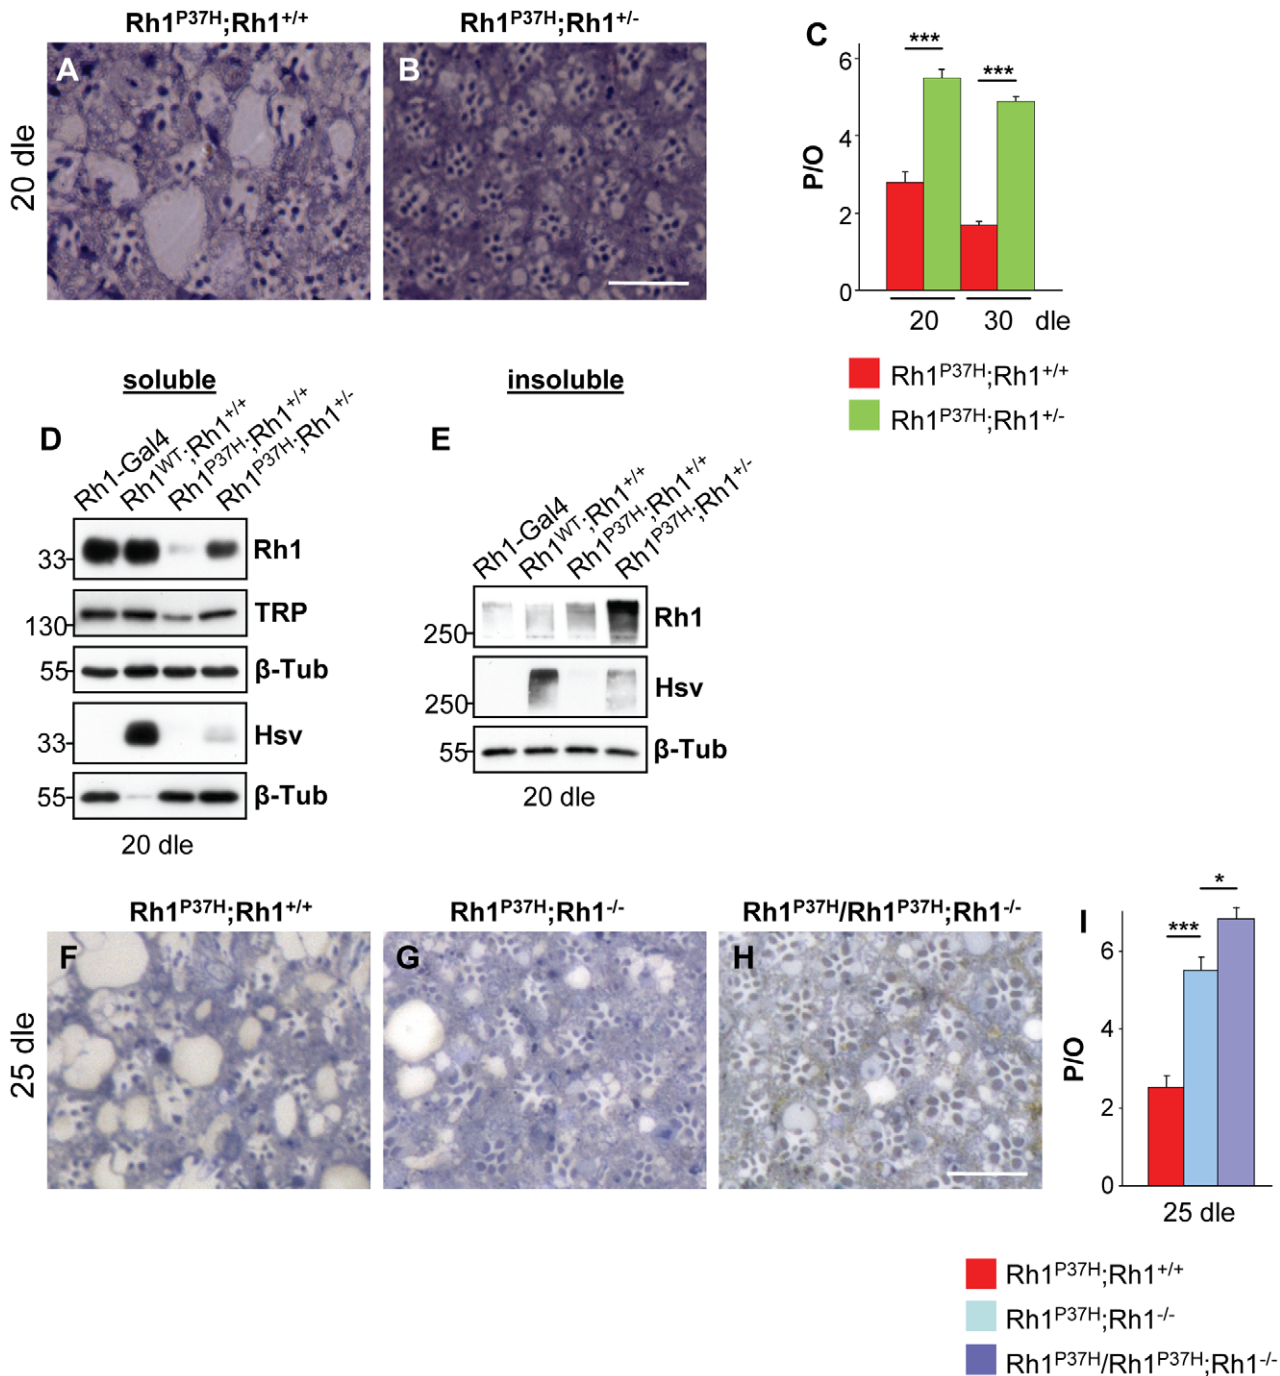 Rh1P37H;Rh1+/+
Rh1P37H;Rh1+/-
20 dle
A
B
C
P/O
6
4
2
0
***
***
20
30
dle
Rh1P37H;Rh1+/+
Rh1P37H;Rh1+/-
soluble
D
Rh1-Gal4
Rh1WT;Rh1+/+
Rh1P37H;Rh1+/+
Rh1P37H;Rh1+/-
33
Rh1
130
TRP
55
β-Tub
33
Hsv
55
β-Tub
20 dle
insoluble
E
Rh1-Gal4
Rh1WT;Rh1+/+
Rh1P37H;Rh1+/+
Rh1P37H;Rh1+/-
250
Rh1
250
Hsv
55
β-Tub
20 dle
Rh1P37H;Rh1+/+
Rh1P37H;Rh1-/-
Rh1P37H/Rh1P37H;Rh1-/-
25 dle
F
G
H
I
P/O
6
4
2
0
***
*
25 dle
Rh1P37H;Rh1+/+
Rh1P37H;Rh1-/-
Rh1P37H/Rh1P37H;Rh1-/-